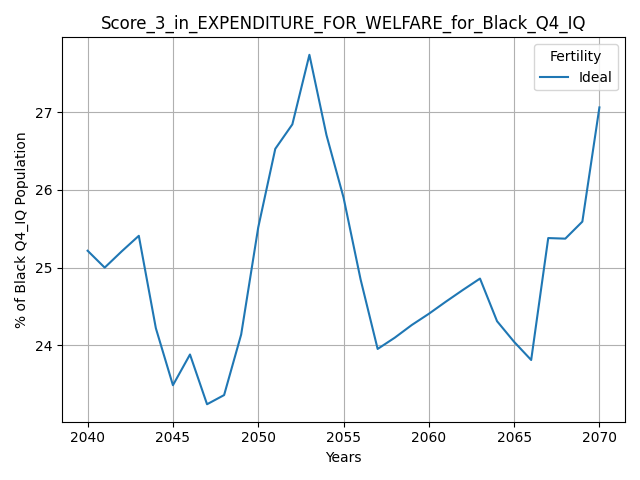 Score_3_in_EXPENDITURE_FOR_WELFARE_for_Black_Q4_IQ
Fertility
Ideal
% of Black Q4_IQ Population
27
26
25
24
2040 2045 2050 2055 2060 2065 2070
Years